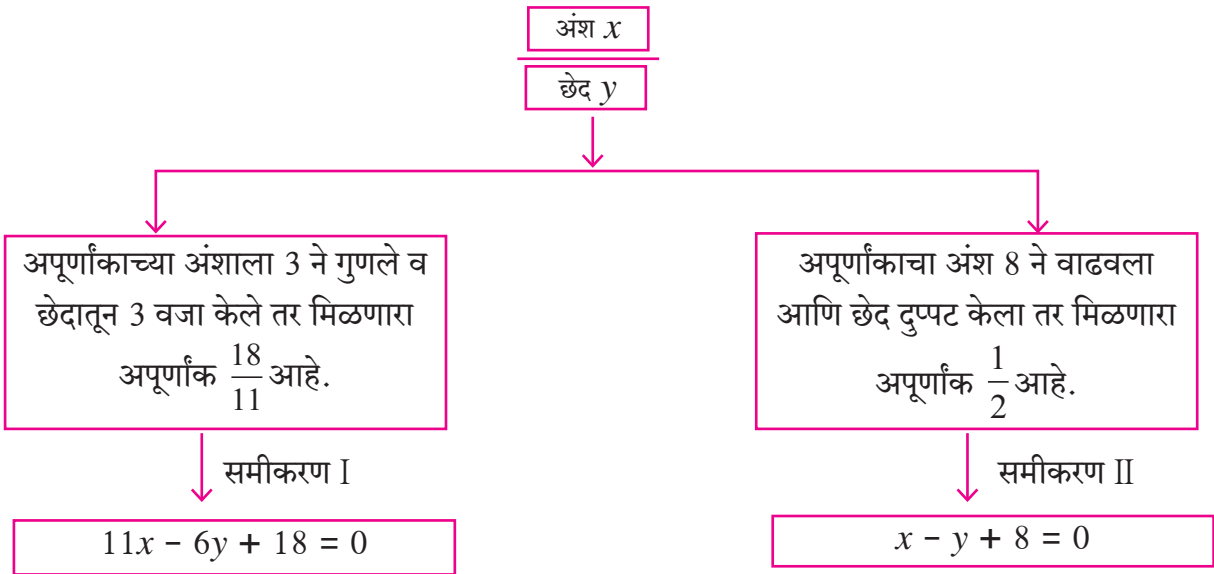 अंश x
छेद y
अपूर्णांकाच्या अंशाला 3 ने गुणले व
छेदातून 3 वजा केले तर मिळणारा
अपूर्णांक 18/11 आहे.
समीकरण I
11x − 6y + 18 = 0
अपूर्णांकाचा अंश 8 ने वाढवला
आणि छेद दुप्पट केला तर मिळणारा
अपूर्णांक 1/2 आहे.
समीकरण II
x − y + 8 = 0